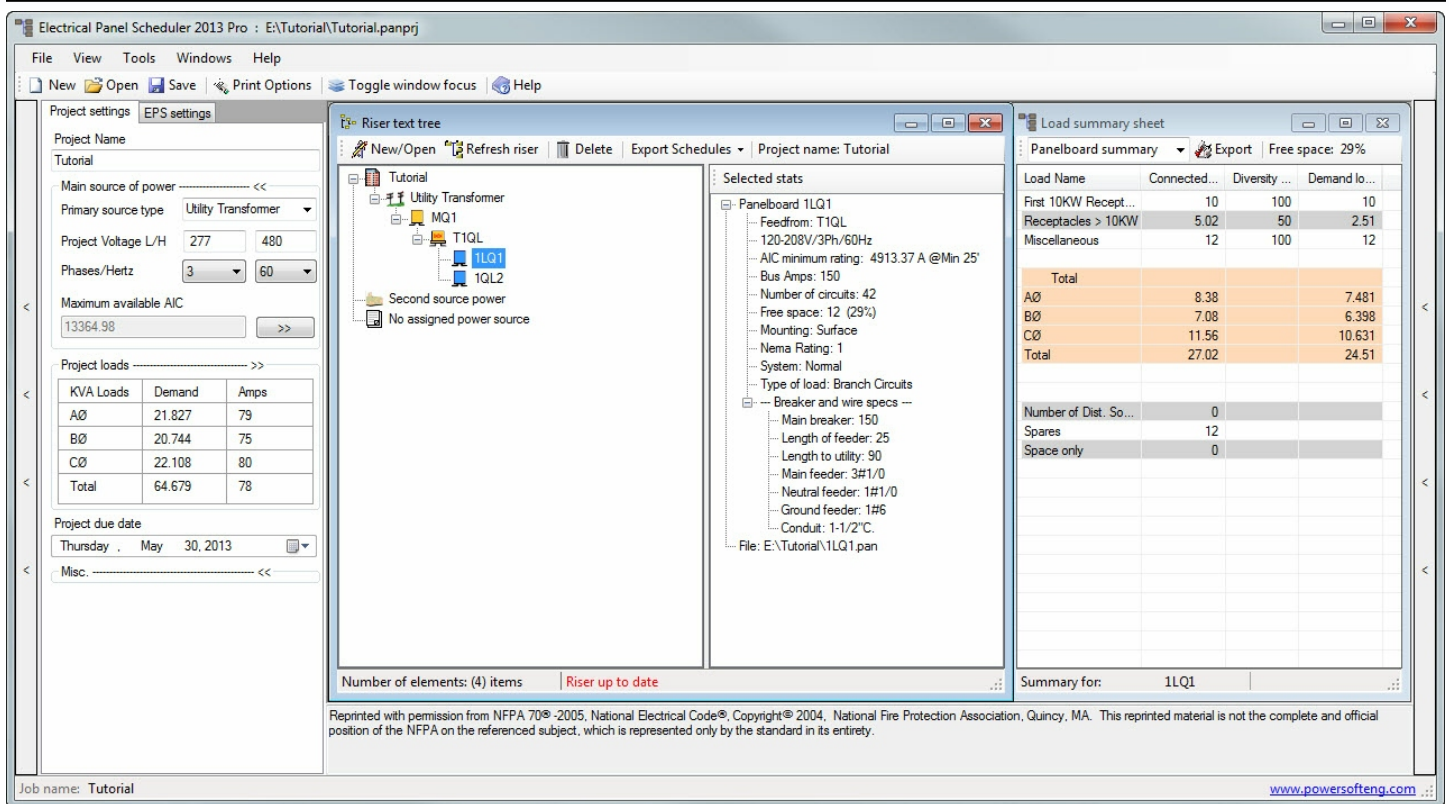 Electrical Panel Scheduler 2013 Pro : E:\Tutorial\Tutorial.panprj
File View Tools Windows Help
New Open Save Print Options Toggle window focus Help
Project settings EPS settings
Project Name
Tutorial
Main source of power -------------------- <<
Primary source type Utility Transformer
Project Voltage L/H 277 480
Phases/Hertz 3 60
Maximum available AIC
13364.98 >>
Project loads -------------------------------- >>
KVA Loads Demand Amps
AØ 21.827 79
BØ 20.744 75
CØ 22.108 80
Total 64.679 78
Project due date
Thursday , May 30, 2013
Misc. -------------------------------------------- <<
Riser text tree
New/Open Refresh riser Delete Export Schedules Project name: Tutorial
Tutorial
Utility Transformer
MQ1
T1QL
1LQ1
1QL2
Second source power
No assigned power source
Selected stats
Panelboard 1LQ1
Feedfrom: T1QL
120-208V/3Ph/60Hz
AIC minimum rating: 4913.37 A @Min 25'
Bus Amps: 150
Number of circuits: 42
Free space: 12 (29%)
Mounting: Surface
Nema Rating: 1
System: Normal
Type of load: Branch Circuits
--- Breaker and wire specs ---
Main breaker: 150
Length of feeder: 25
Length to utility: 90
Main feeder: 3#1/0
Neutral feeder: 1#1/0
Ground feeder: 1#6
Conduit: 1-1/2"C.
File: E:\Tutorial\1LQ1.pan
Number of elements: (4) items Riser up to date
Load summary sheet
Panelboard summary Export Free space: 29%
Load Name Connected... Diversity ... Demand lo...
First 10KW Recept... 10 100 10
Receptacles > 10KW 5.02 50 2.51
Miscellaneous 12 100 12
Total
AØ 8.38 7.481
BØ 7.08 6.398
CØ 11.56 10.631
Total 27.02 24.51
Number of Dist. So... 0
Spares 12
Space only 0
Summary for: 1LQ1
Reprinted with permission from NFPA 70® -2005, National Electrical Code®, Copyright© 2004, National Fire Protection Association, Quincy, MA. This reprinted material is not the complete and official
position of the NFPA on the referenced subject, which is represented only by the standard in its entirety.
Job name: Tutorial
www.powersofteng.com